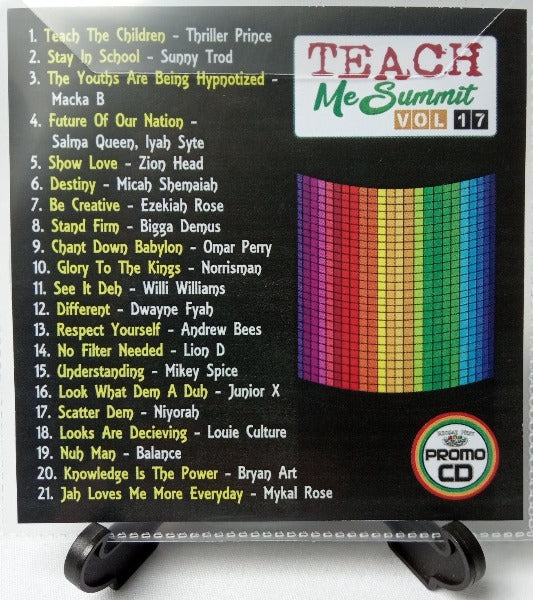 1. Teach The Children - Thriller Prince
2. Stay In School - Sunny Trod
3. The Youths Are Being Hypnotized -
Macka B
4. Future Of Our Nation -
Salma Queen, Iyah Syte
5. Show Love - Zion Head
6. Destiny - Micah Shemaiah
7. Be Creative - Ezekiah Rose
8. Stand Firm - Bigga Demus
9. Chant Down Babylon - Omar Perry
10. Glory To The Kings - Norrisman
11. See It Deh - Willi Williams
12. Different - Dwayne Fyah
13. Respect Yourself - Andrew Bees
14. No Filter Needed - Lion D
15. Understanding - Mikey Spice
16. Look What Dem A Duh - Junior X
17. Scatter Dem - Niyorah
18. Looks Are Decieving - Louie Culture
19. Nuh Man - Balance
20. Knowledge Is The Power - Bryan Art
21. Jah Loves Me More Everyday - Mykal Rose
TEACH
Me Summit
VOL 17
PROMO
CD